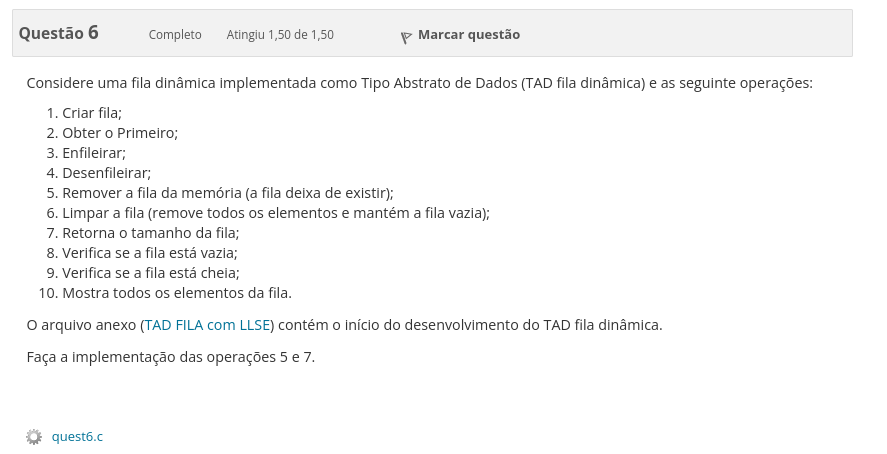 Questão 6 Completo Atingiu 1,50 de 1,50 Marcar questão
Considere uma fila dinâmica implementada como Tipo Abstrato de Dados (TAD fila dinâmica) e as seguinte operações:
1. Criar fila;
2. Obter o Primeiro;
3. Enfileirar;
4. Desenfileirar;
5. Remover a fila da memória (a fila deixa de existir);
6. Limpar a fila (remove todos os elementos e mantém a fila vazia);
7. Retorna o tamanho da fila;
8. Verifica se a fila está vazia;
9. Verifica se a fila está cheia;
10. Mostra todos os elementos da fila.
O arquivo anexo (TAD FILA com LLSE) contém o início do desenvolvimento do TAD fila dinâmica.
Faça a implementação das operações 5 e 7.
quest6.c